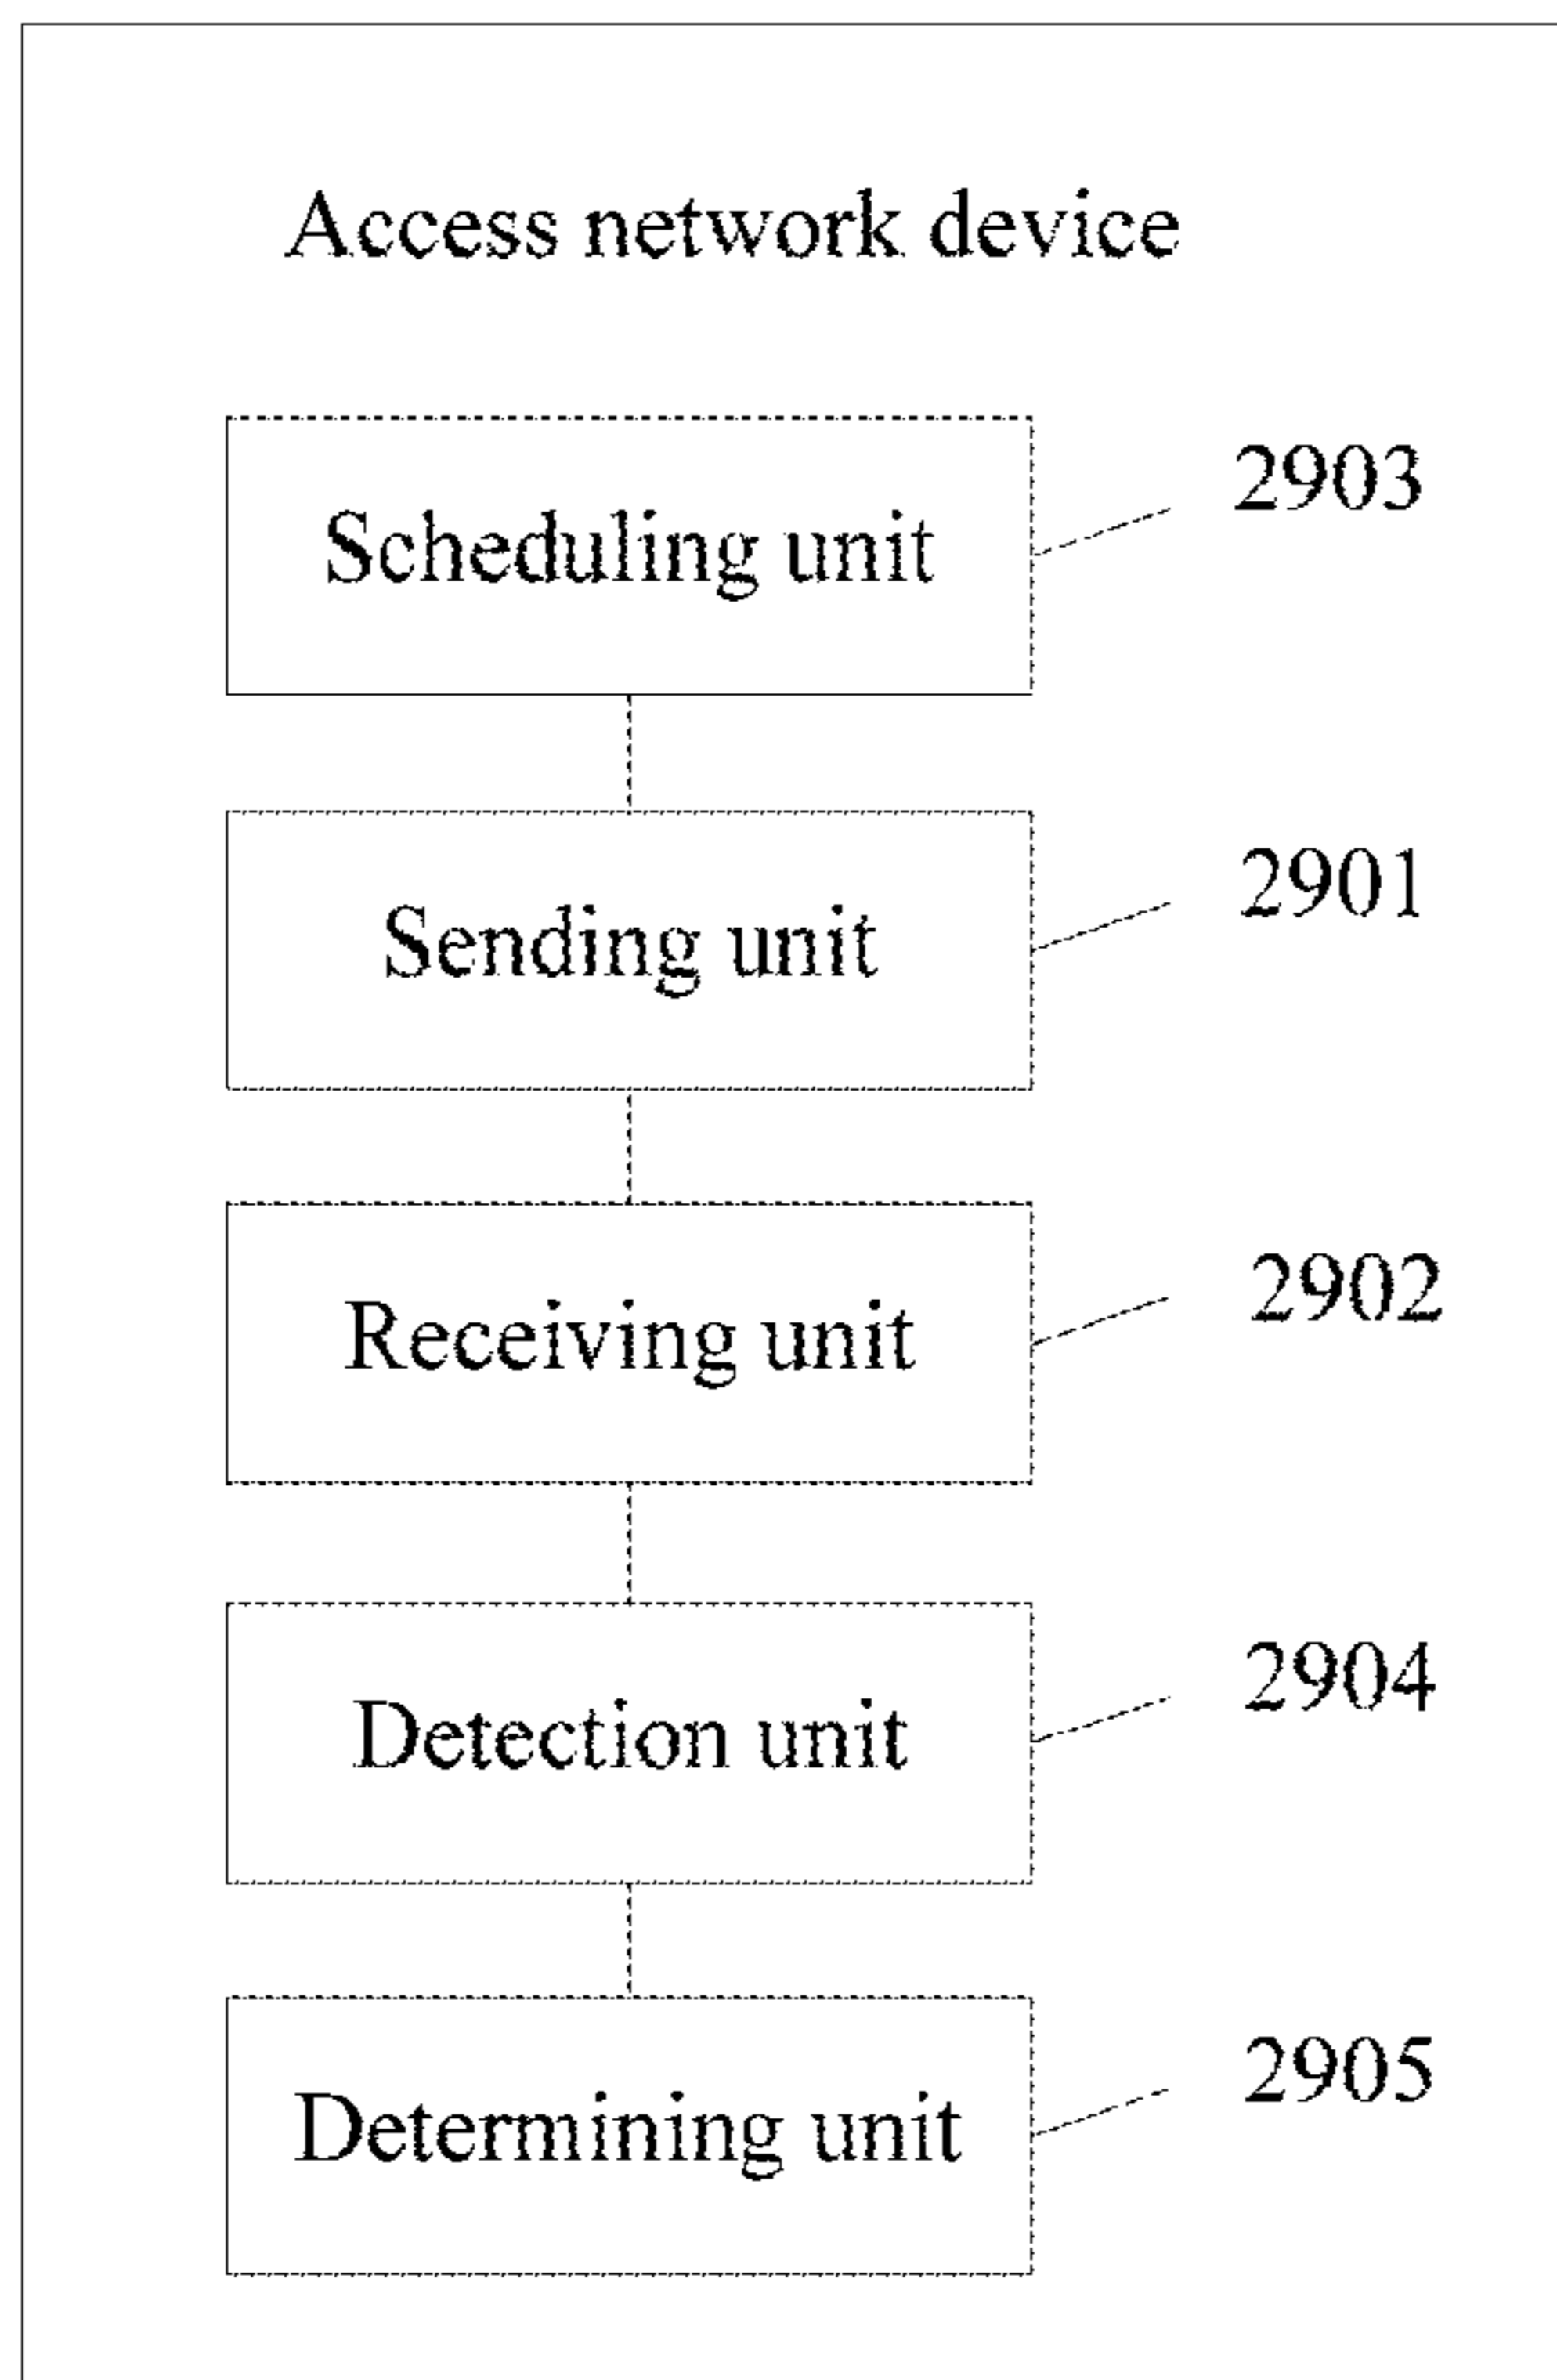 Access network device
2903
Scheduling unit
2901
Sending unit
2902
Receiving unit
2904
Detection unit
2905
Determining unit